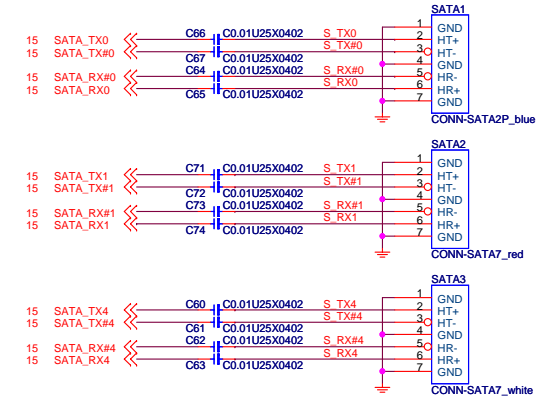 SATA1
15 SATA_TX0 C66 C0.01U25X0402 S_TX0 1 GND
15 SATA_TX#0 S_TX#0 2 HT+
C67 C0.01U25X0402 3 HT-
15 SATA_RX#0 C64 C0.01U25X0402 S_RX#0 4 GND
15 SATA_RX0 S_RX0 5 HR-
C65 C0.01U25X0402 6 HR+
7 GND
CONN-SATA2P_blue
SATA2
15 SATA_TX1 C71 C0.01U25X0402 S_TX1 1 GND
15 SATA_TX#1 S_TX#1 2 HT+
C72 C0.01U25X0402 3 HT-
15 SATA_RX#1 C73 C0.01U25X0402 S_RX#1 4 GND
15 SATA_RX1 S_RX1 5 HR-
C74 C0.01U25X0402 6 HR+
7 GND
CONN-SATA7_red
SATA3
15 SATA_TX4 C60 C0.01U25X0402 S_TX4 1 GND
15 SATA_TX#4 S_TX#4 2 HT+
C61 C0.01U25X0402 3 HT-
15 SATA_RX#4 C62 C0.01U25X0402 S_RX#4 4 GND
15 SATA_RX4 S_RX4 5 HR-
C63 C0.01U25X0402 6 HR+
7 GND
CONN-SATA7_white